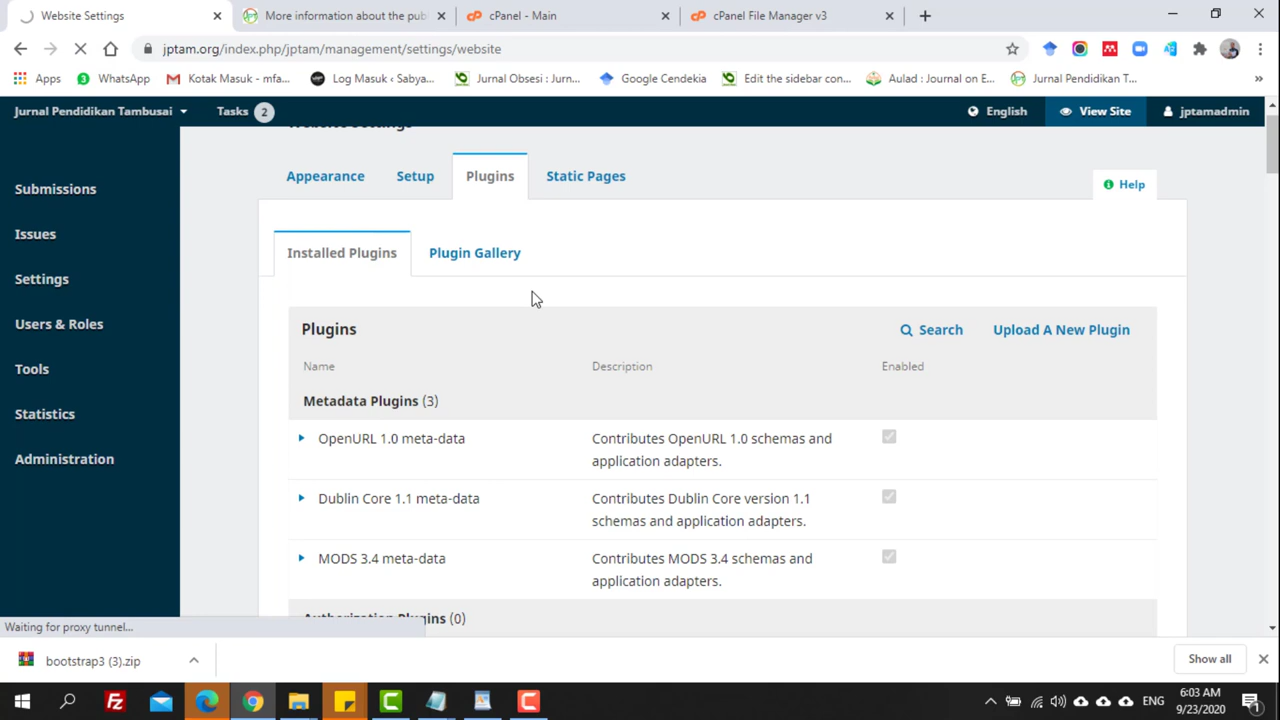 Website Settings
More information about the pub
cPanel - Main
cPanel File Manager v3
jptam.org/index.php/jptam/management/settings/website
Apps
WhatsApp
Kotak Masuk - mfa...
Log Masuk ‹ Sabya...
Jurnal Obsesi : Jurn...
Google Cendekia
Edit the sidebar con...
Aulad : Journal on E...
Jurnal Pendidikan T...
»
Jurnal Pendidikan Tambusai
Tasks 2
English
View Site
jptamadmin
Website Settings
Submissions
Issues
Settings
Users & Roles
Tools
Statistics
Administration
Appearance
Setup
Plugins
Static Pages
Help
Installed Plugins
Plugin Gallery
Plugins
Search
Upload A New Plugin
Name
Description
Enabled
Metadata Plugins (3)
OpenURL 1.0 meta-data
Contributes OpenURL 1.0 schemas and
application adapters.
Dublin Core 1.1 meta-data
Contributes Dublin Core version 1.1
schemas and application adapters.
MODS 3.4 meta-data
Contributes MODS 3.4 schemas and
application adapters.
Authorization Plugins (0)
Waiting for proxy tunnel...
bootstrap3 (3).zip
Show all
ENG
6:03 AM
9/23/2020
1